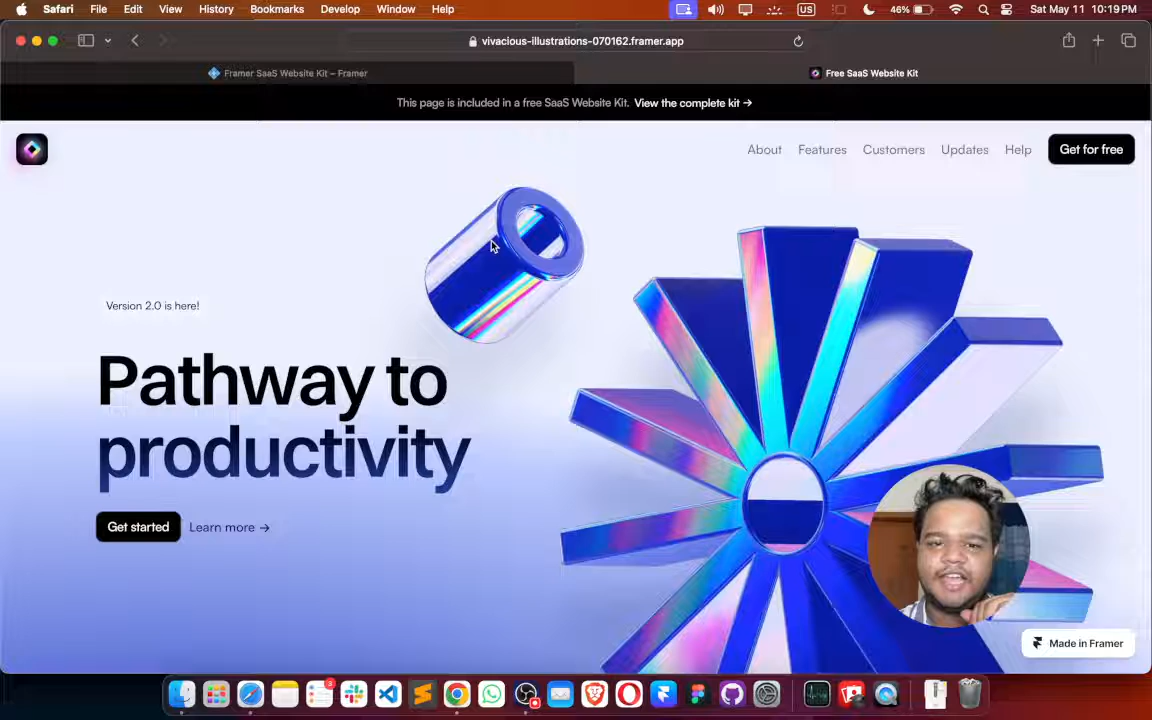 Safari File Edit View History Bookmarks Develop Window Help US 46% Sat May 11 10:19 PM
vivacious-illustrations-070162.framer.app
Framer SaaS Website Kit – Framer
Free SaaS Website Kit
This page is included in a free SaaS Website Kit. View the complete kit →
About Features Customers Updates Help Get for free
Version 2.0 is here!
Pathway to
productivity
Get started Learn more →
Made in Framer
3